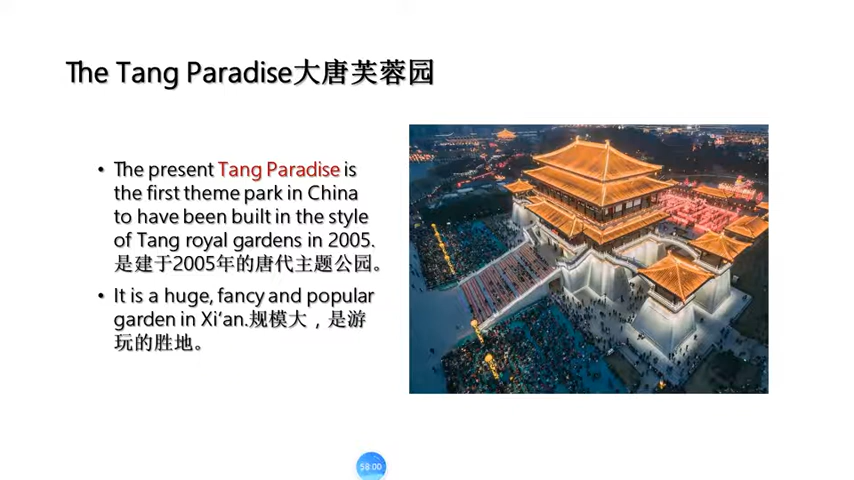 The Tang Paradise大唐芙蓉园
• The present Tang Paradise is
the first theme park in China
to have been built in the style
of Tang royal gardens in 2005.
是建于2005年的唐代主题公园。
• It is a huge, fancy and popular
garden in Xi'an.规模大，是游
玩的胜地。
58:00